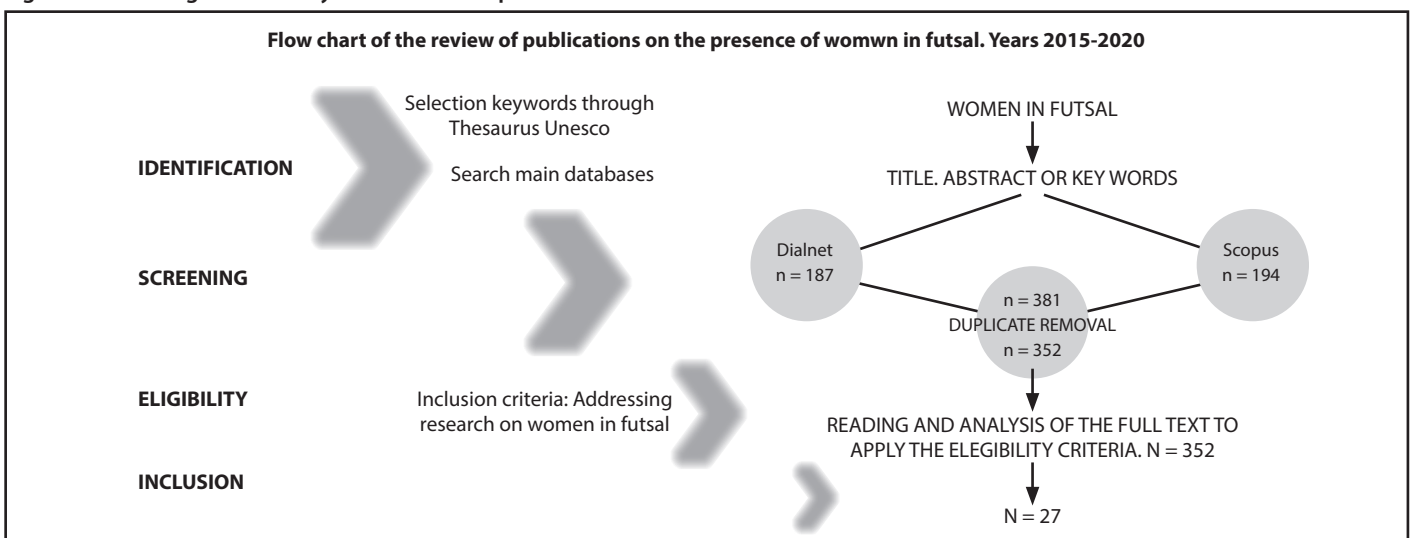 Flow chart of the review of publications on the presence of womwn in futsal. Years 2015-2020
IDENTIFICATION
Selection keywords through
Thesaurus Unesco
Search main databases
SCREENING
ELIGIBILITY
Inclusion criteria: Addressing
research on women in futsal
INCLUSION
WOMEN IN FUTSAL
TITLE. ABSTRACT OR KEY WORDS
Dialnet
n = 187
Scopus
n = 194
n = 381
DUPLICATE REMOVAL
n = 352
READING AND ANALYSIS OF THE FULL TEXT TO
APPLY THE ELEGIBILITY CRITERIA. N = 352
N = 27